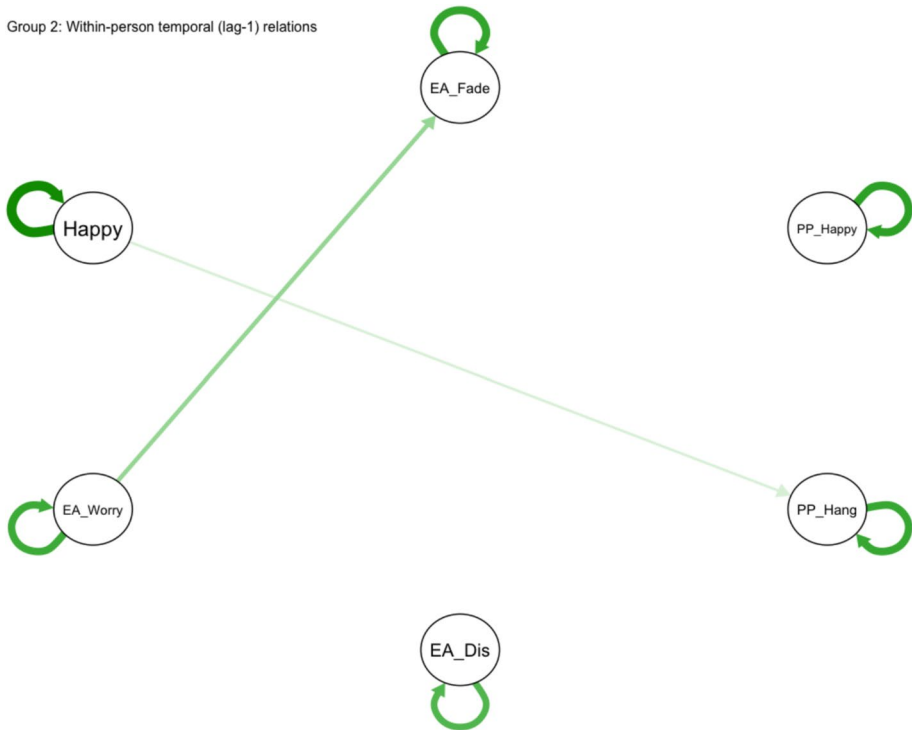 Group 2: Within-person temporal (lag-1) relations
EA_Fade
Happy
PP_Happy
EA_Worry
PP_Hang
EA_Dis